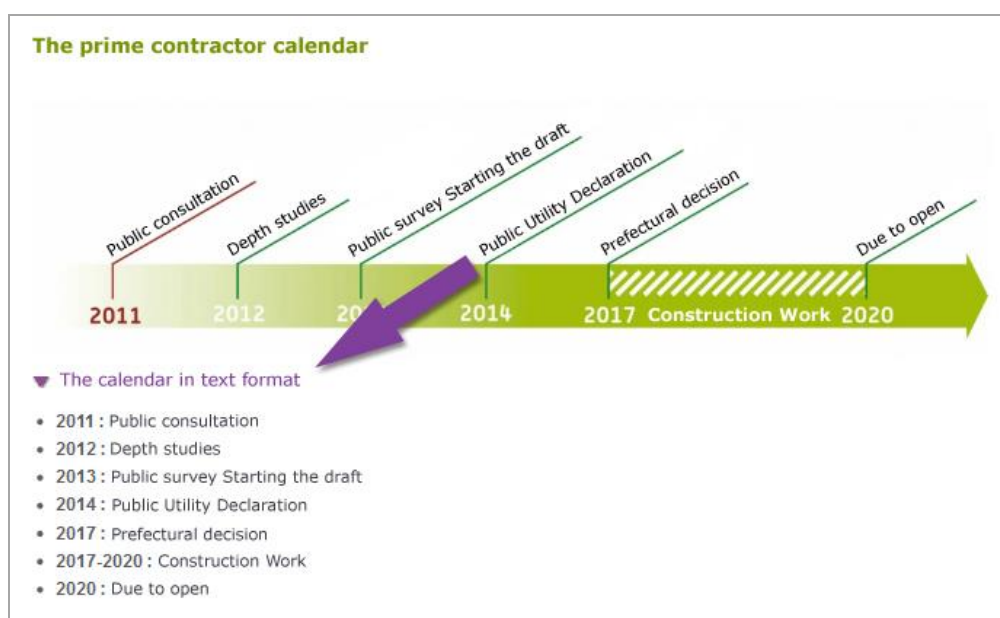 The prime contractor calendar
Public consultation
Depth studies
Public survey Starting the draft
Public Utility Declaration
Prefectural decision
Due to open
2011 2012 20 2014 2017 Construction Work 2020
The calendar in text format
2011 : Public consultation
2012 : Depth studies
2013 : Public survey Starting the draft
2014 : Public Utility Declaration
2017 : Prefectural decision
2017-2020 : Construction Work
2020 : Due to open